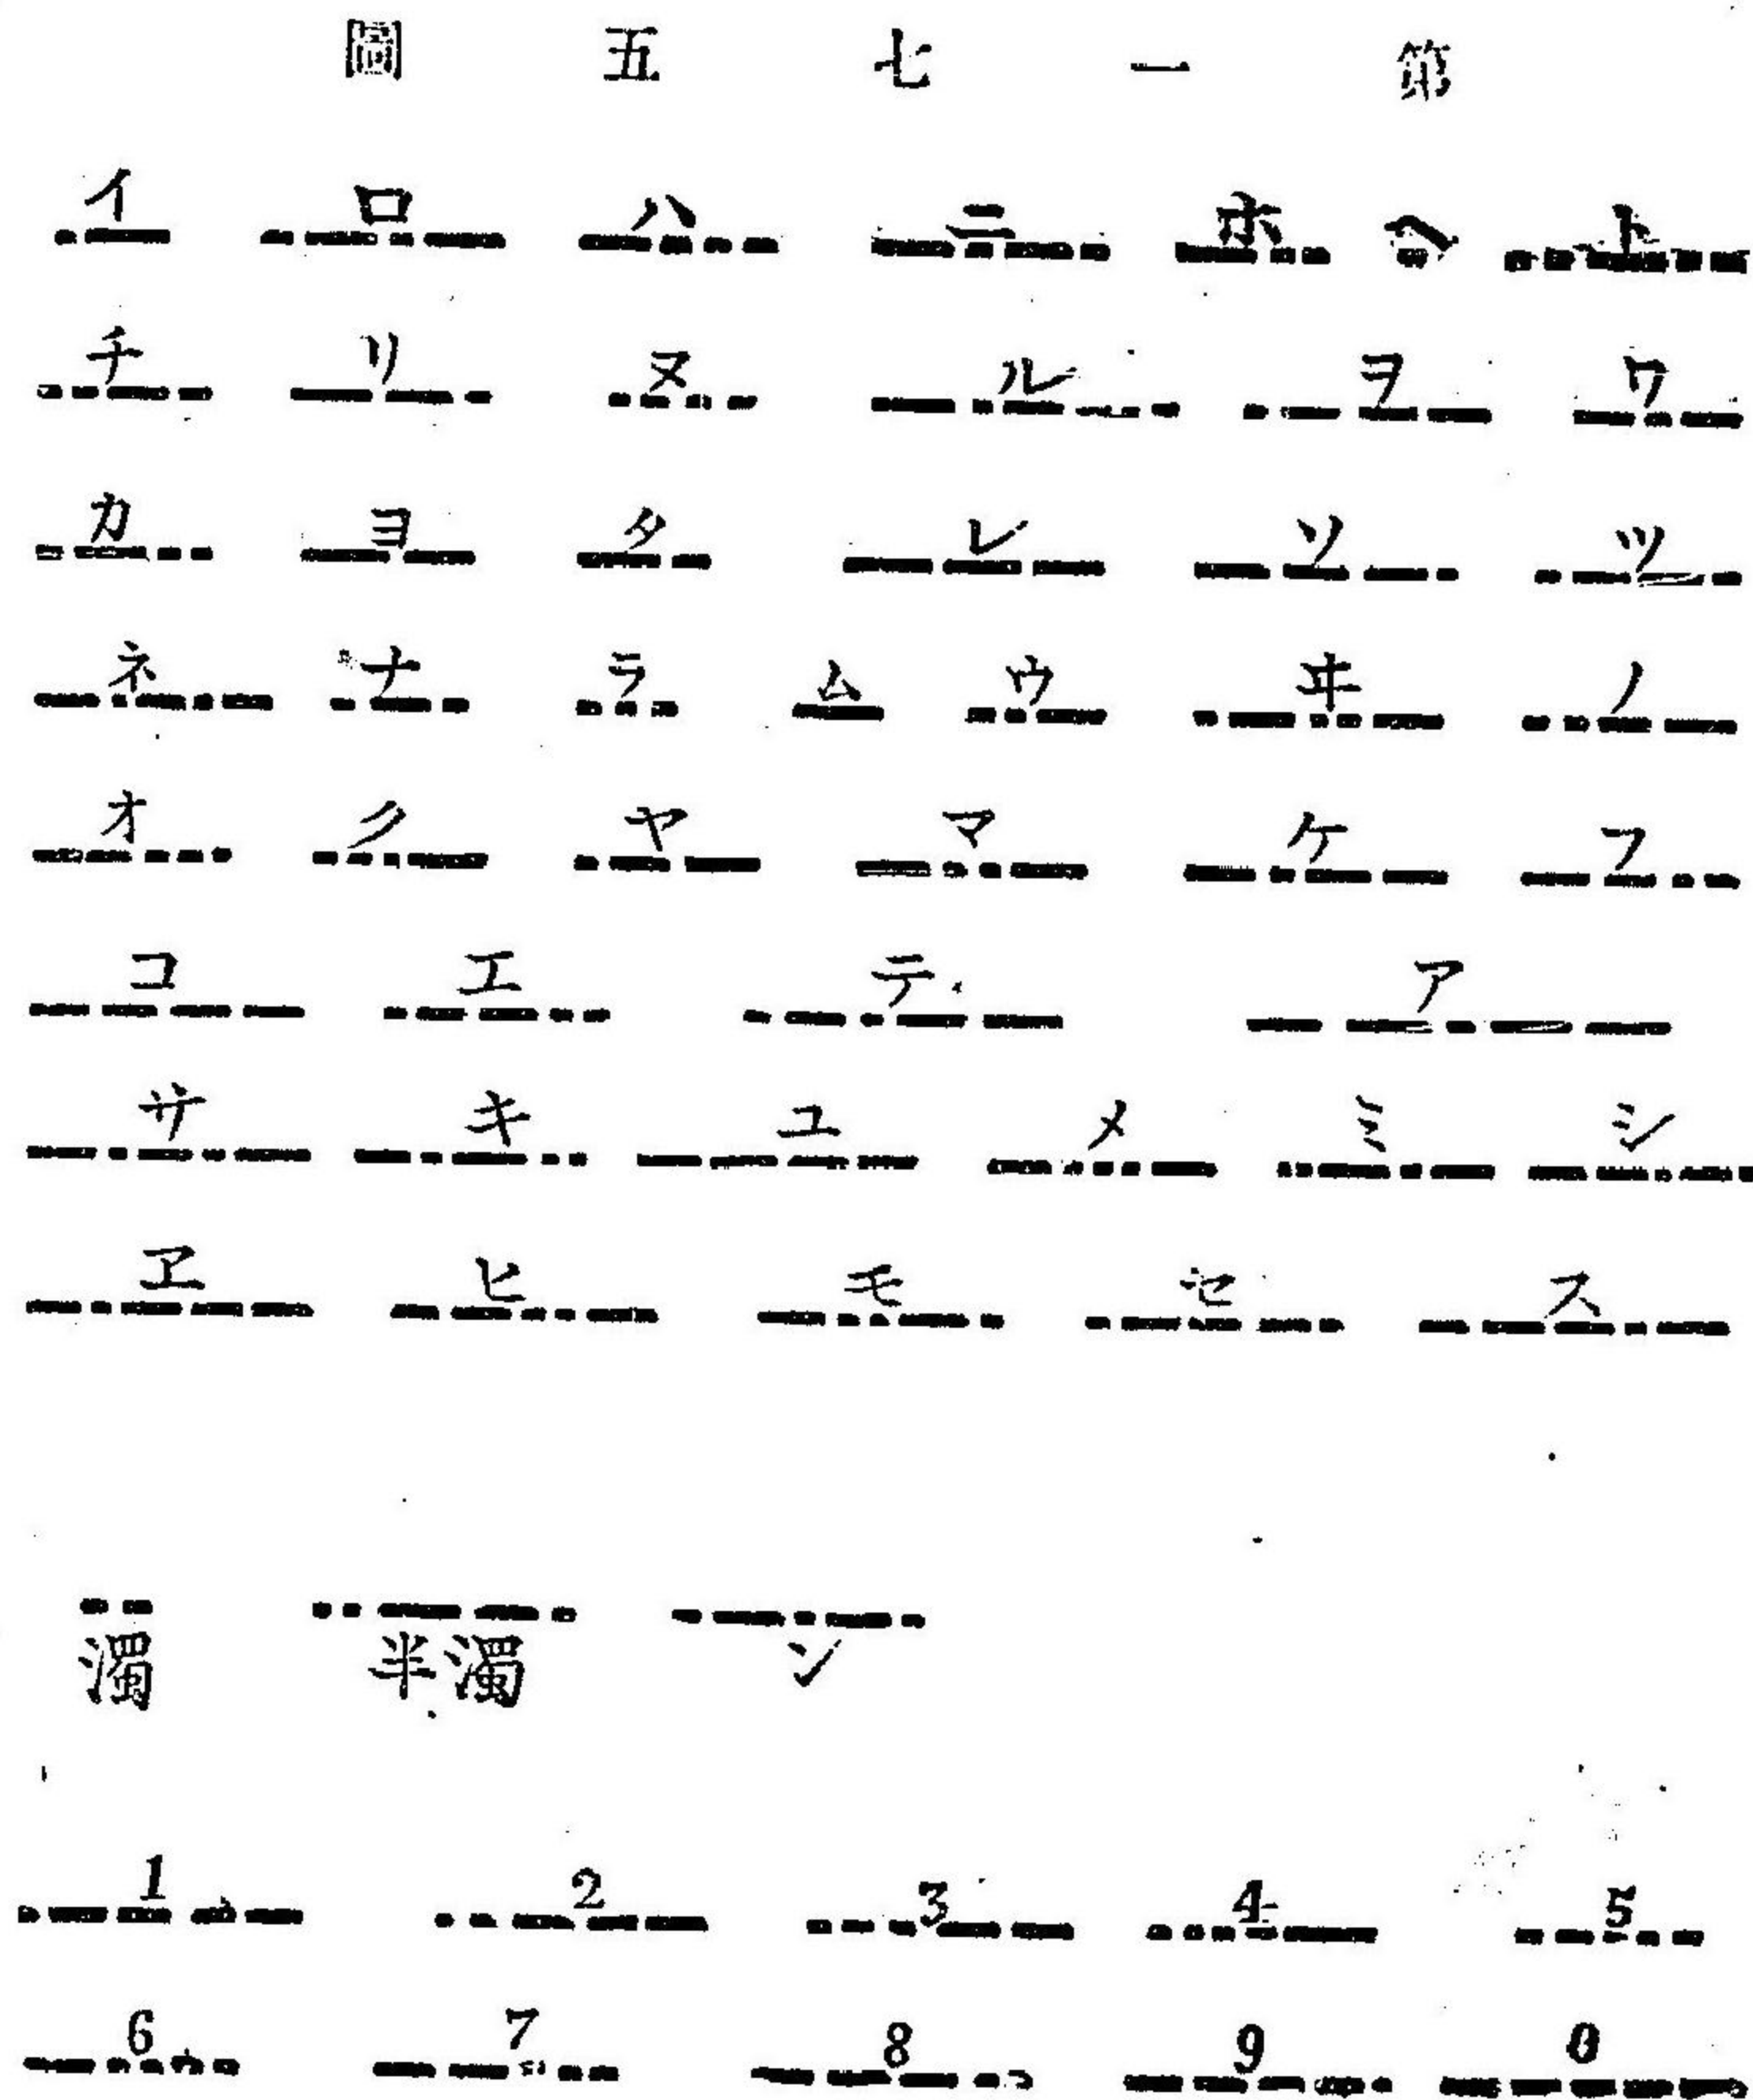 第一七五圖
イ ロ ハ ニ ホ ヘ ト
チ リ ヌ ル ヲ ワ
カ ヨ タ レ ソ ツ
ネ ナ ラ ム ウ ヰ ノ
オ ク ヤ マ ケ フ
コ エ テ ア
サ キ ユ メ ミ シ
ヱ ヒ モ セ ス
濁 半濁 ン
1 2 3 4 5
6 7 8 9 0